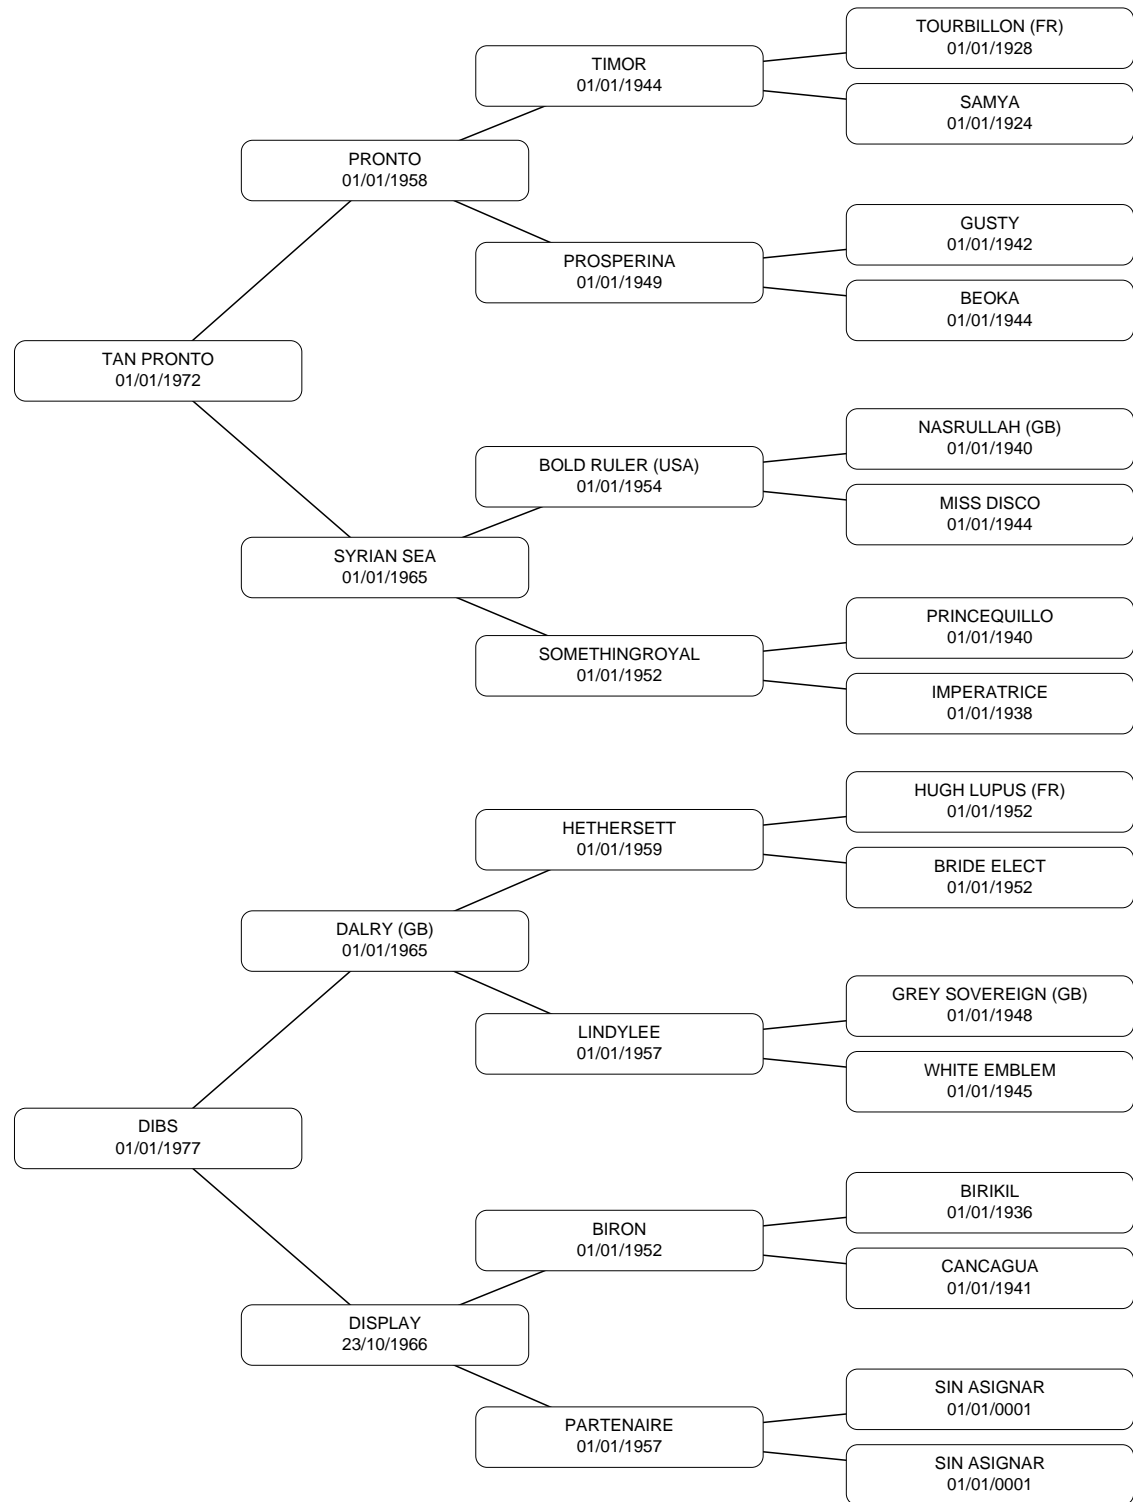 TOURBILLON (FR)
01/01/1928
TIMOR
01/01/1944
SAMYA
01/01/1924
PRONTO
01/01/1958
GUSTY
01/01/1942
PROSPERINA
01/01/1949
BEOKA
01/01/1944
TAN PRONTO
01/01/1972
NASRULLAH (GB)
01/01/1940
BOLD RULER (USA)
01/01/1954
MISS DISCO
01/01/1944
SYRIAN SEA
01/01/1965
PRINCEQUILLO
01/01/1940
SOMETHINGROYAL
01/01/1952
IMPERATRICE
01/01/1938
HUGH LUPUS (FR)
01/01/1952
HETHERSETT
01/01/1959
BRIDE ELECT
01/01/1952
DALRY (GB)
01/01/1965
GREY SOVEREIGN (GB)
01/01/1948
LINDYLEE
01/01/1957
WHITE EMBLEM
01/01/1945
DIBS
01/01/1977
BIRIKIL
01/01/1936
BIRON
01/01/1952
CANCAGUA
01/01/1941
DISPLAY
23/10/1966
SIN ASIGNAR
01/01/0001
PARTENAIRE
01/01/1957
SIN ASIGNAR
01/01/0001